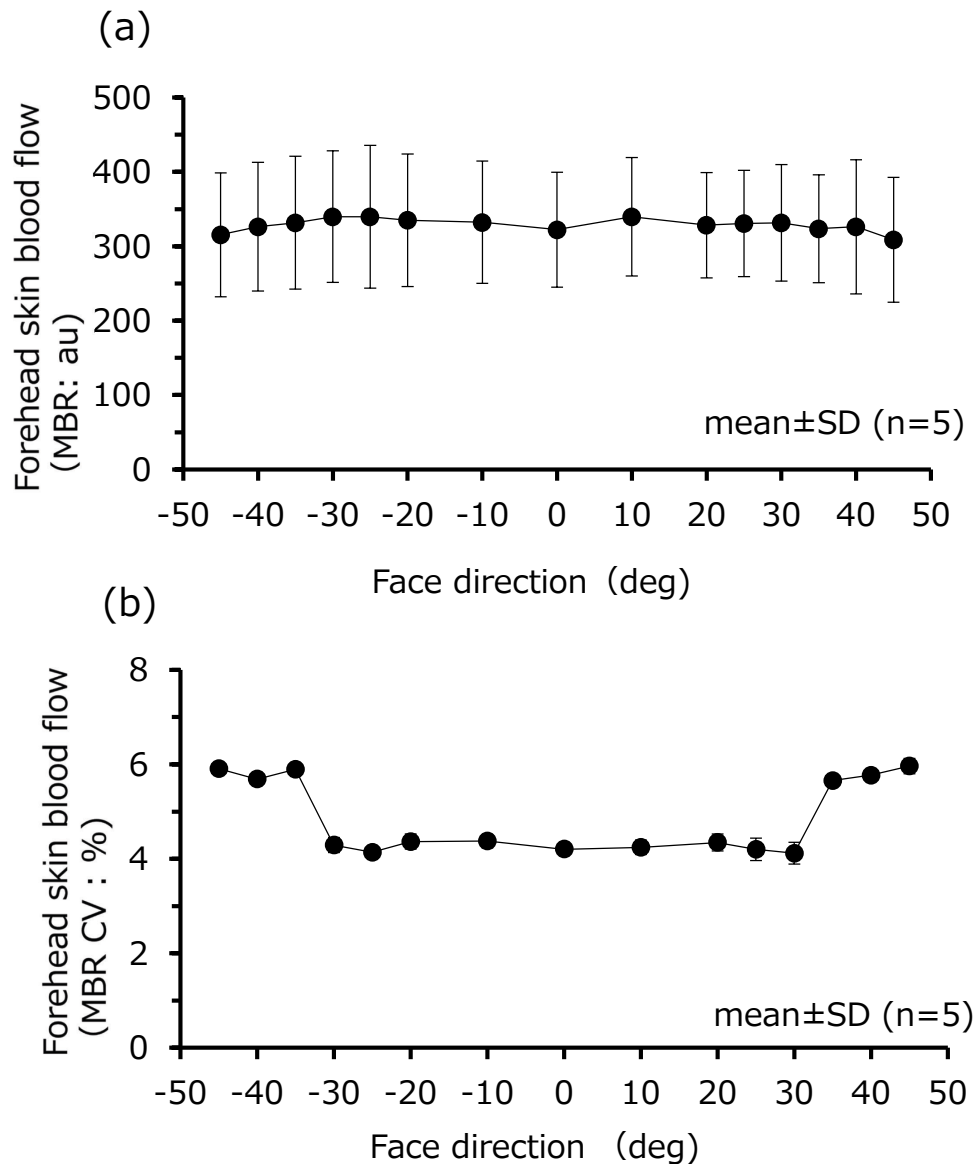 (a)
Forehead skin blood flow
(MBR: au)
500
400
300
200
100
0
mean±SD (n=5)
-50 -40 -30 -20 -10 0 10 20 30 40 50
Face direction (deg)
(b)
Forehead skin blood flow
(MBR CV : %)
8
6
4
2
0
mean±SD (n=5)
-50 -40 -30 -20 -10 0 10 20 30 40 50
Face direction (deg)